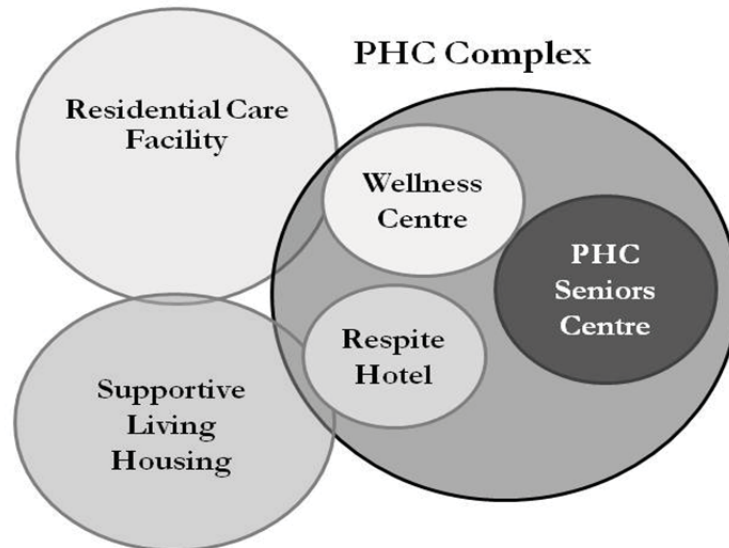 PHC Complex
Residential Care
Facility
Wellness
Centre
PHC
Seniors
Centre
Respite
Hotel
Supportive
Living
Housing